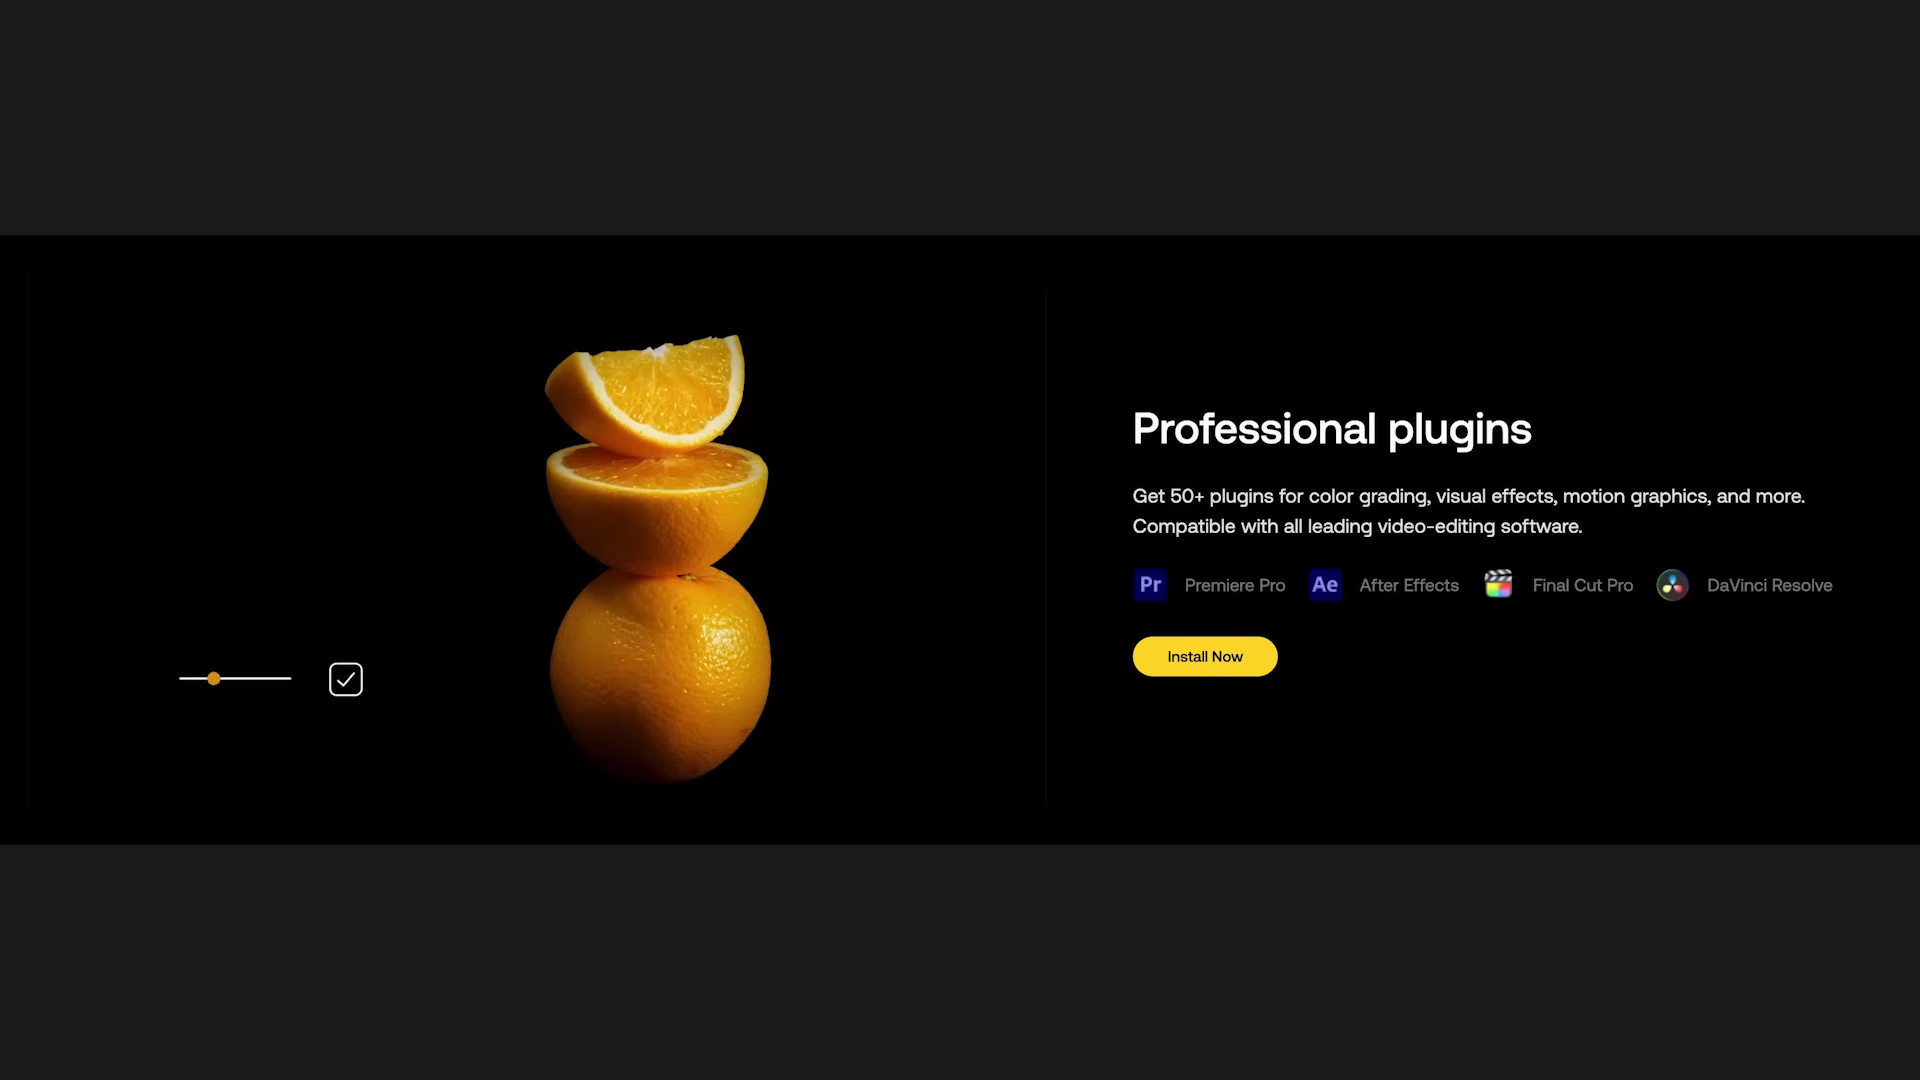 Professional plugins
Get 50+ plugins for color grading, visual effects, motion graphics, and more.
Compatible with all leading video-editing software.
Pr Premiere Pro Ae After Effects Final Cut Pro DaVinci Resolve
Install Now